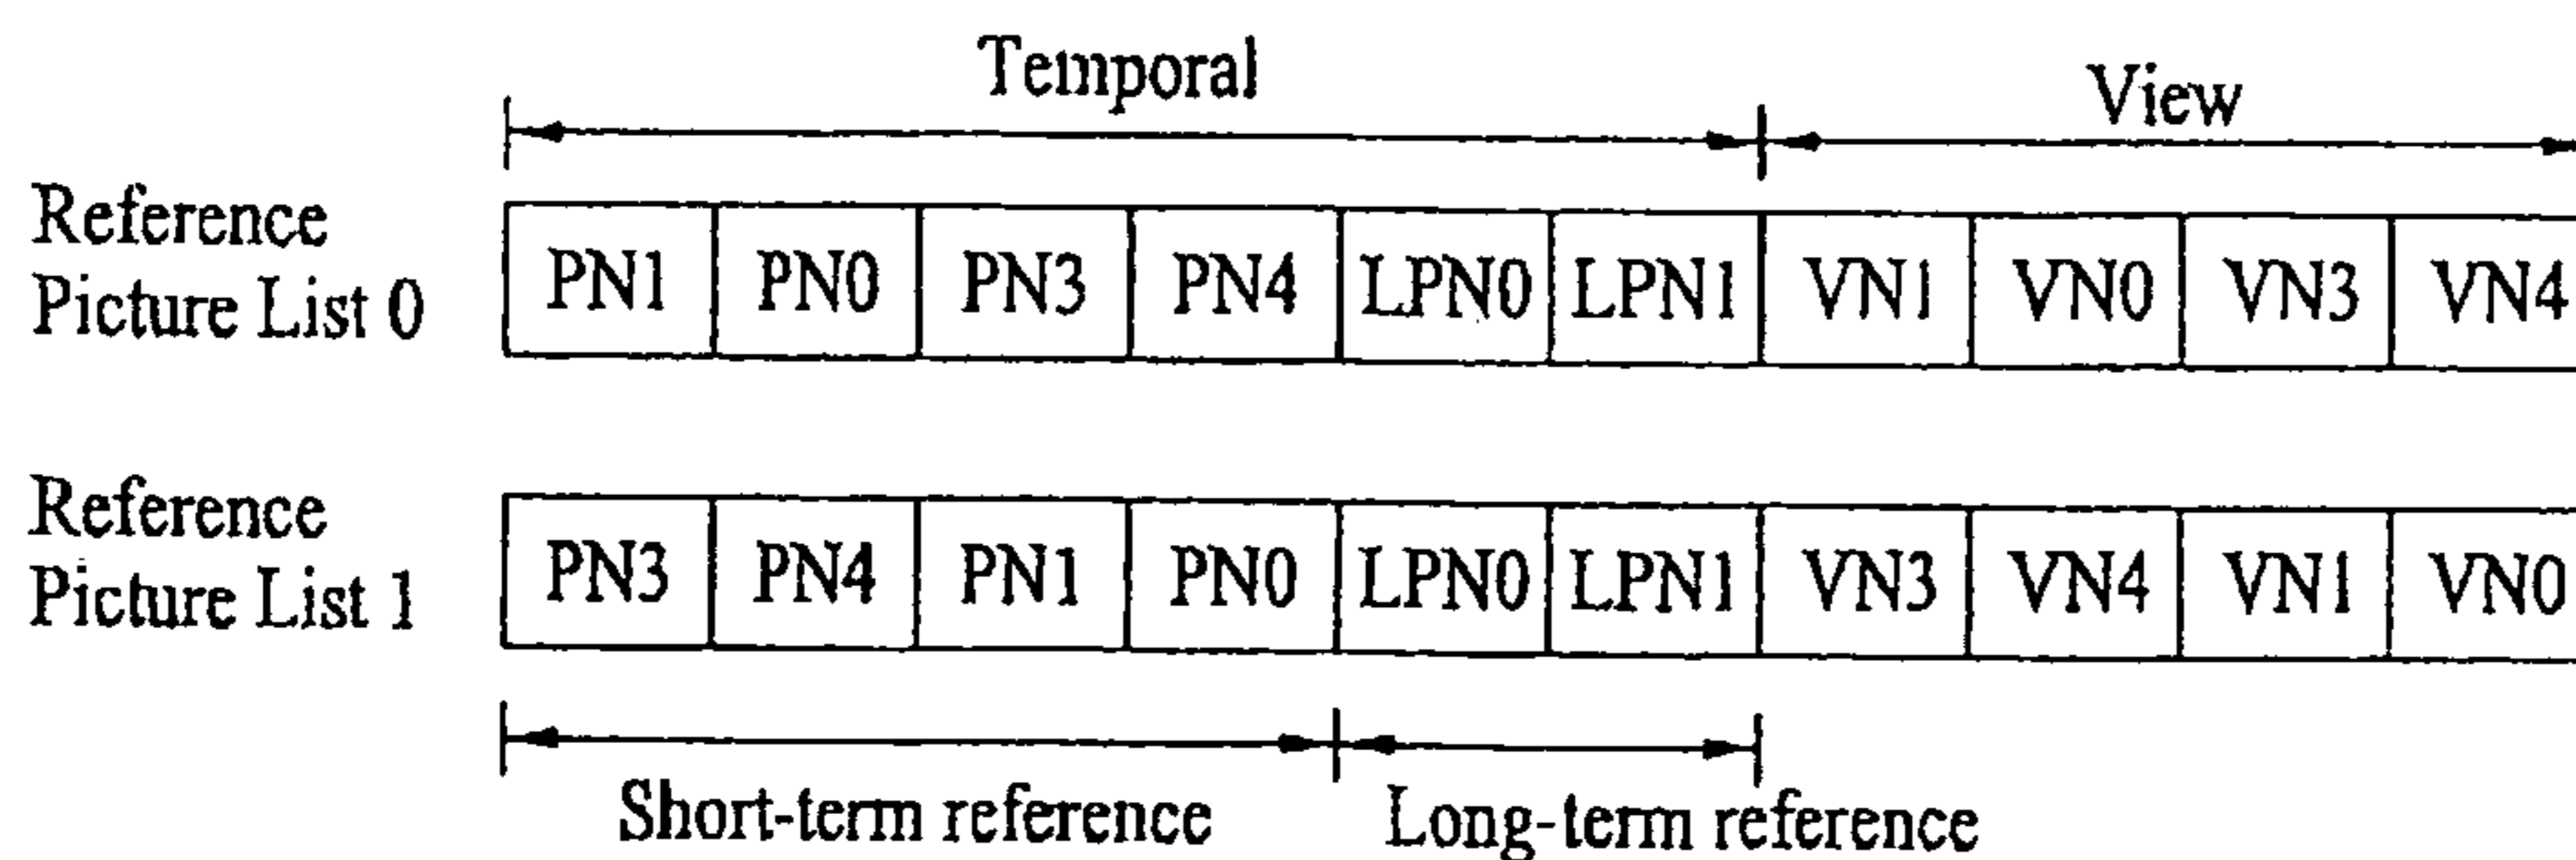 Temporal View
Reference
Picture List 0
PN1 PN0 PN3 PN4 LPN0 LPN1 VN1 VN0 VN3 VN4
Reference
Picture List 1
PN3 PN4 PN1 PN0 LPN0 LPN1 VN3 VN4 VN1 VN0
Short-term reference Long-term reference